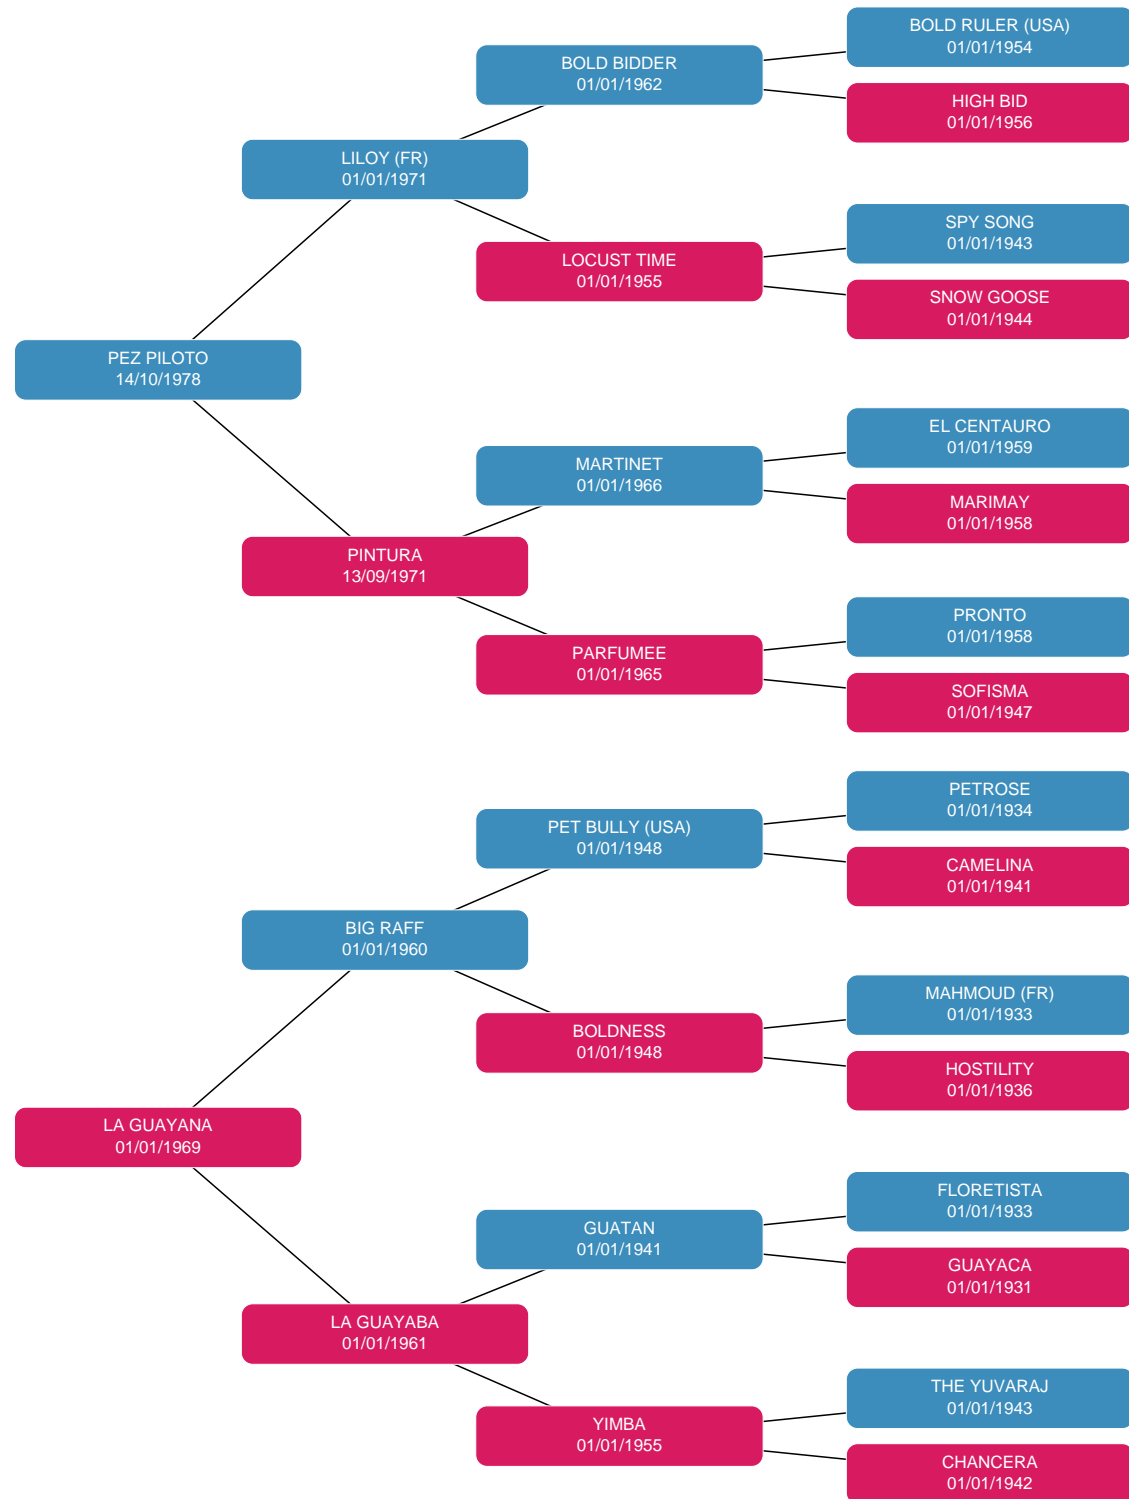 BOLD RULER (USA)
01/01/1954
BOLD BIDDER
01/01/1962
HIGH BID
01/01/1956
LILOY (FR)
01/01/1971
SPY SONG
01/01/1943
LOCUST TIME
01/01/1955
SNOW GOOSE
01/01/1944
PEZ PILOTO
14/10/1978
EL CENTAURO
01/01/1959
MARTINET
01/01/1966
MARIMAY
01/01/1958
PINTURA
13/09/1971
PRONTO
01/01/1958
PARFUMEE
01/01/1965
SOFISMA
01/01/1947
PETROSE
01/01/1934
PET BULLY (USA)
01/01/1948
CAMELINA
01/01/1941
BIG RAFF
01/01/1960
MAHMOUD (FR)
01/01/1933
BOLDNESS
01/01/1948
HOSTILITY
01/01/1936
LA GUAYANA
01/01/1969
FLORETISTA
01/01/1933
GUATAN
01/01/1941
GUAYACA
01/01/1931
LA GUAYABA
01/01/1961
THE YUVARAJ
01/01/1943
YIMBA
01/01/1955
CHANCERA
01/01/1942